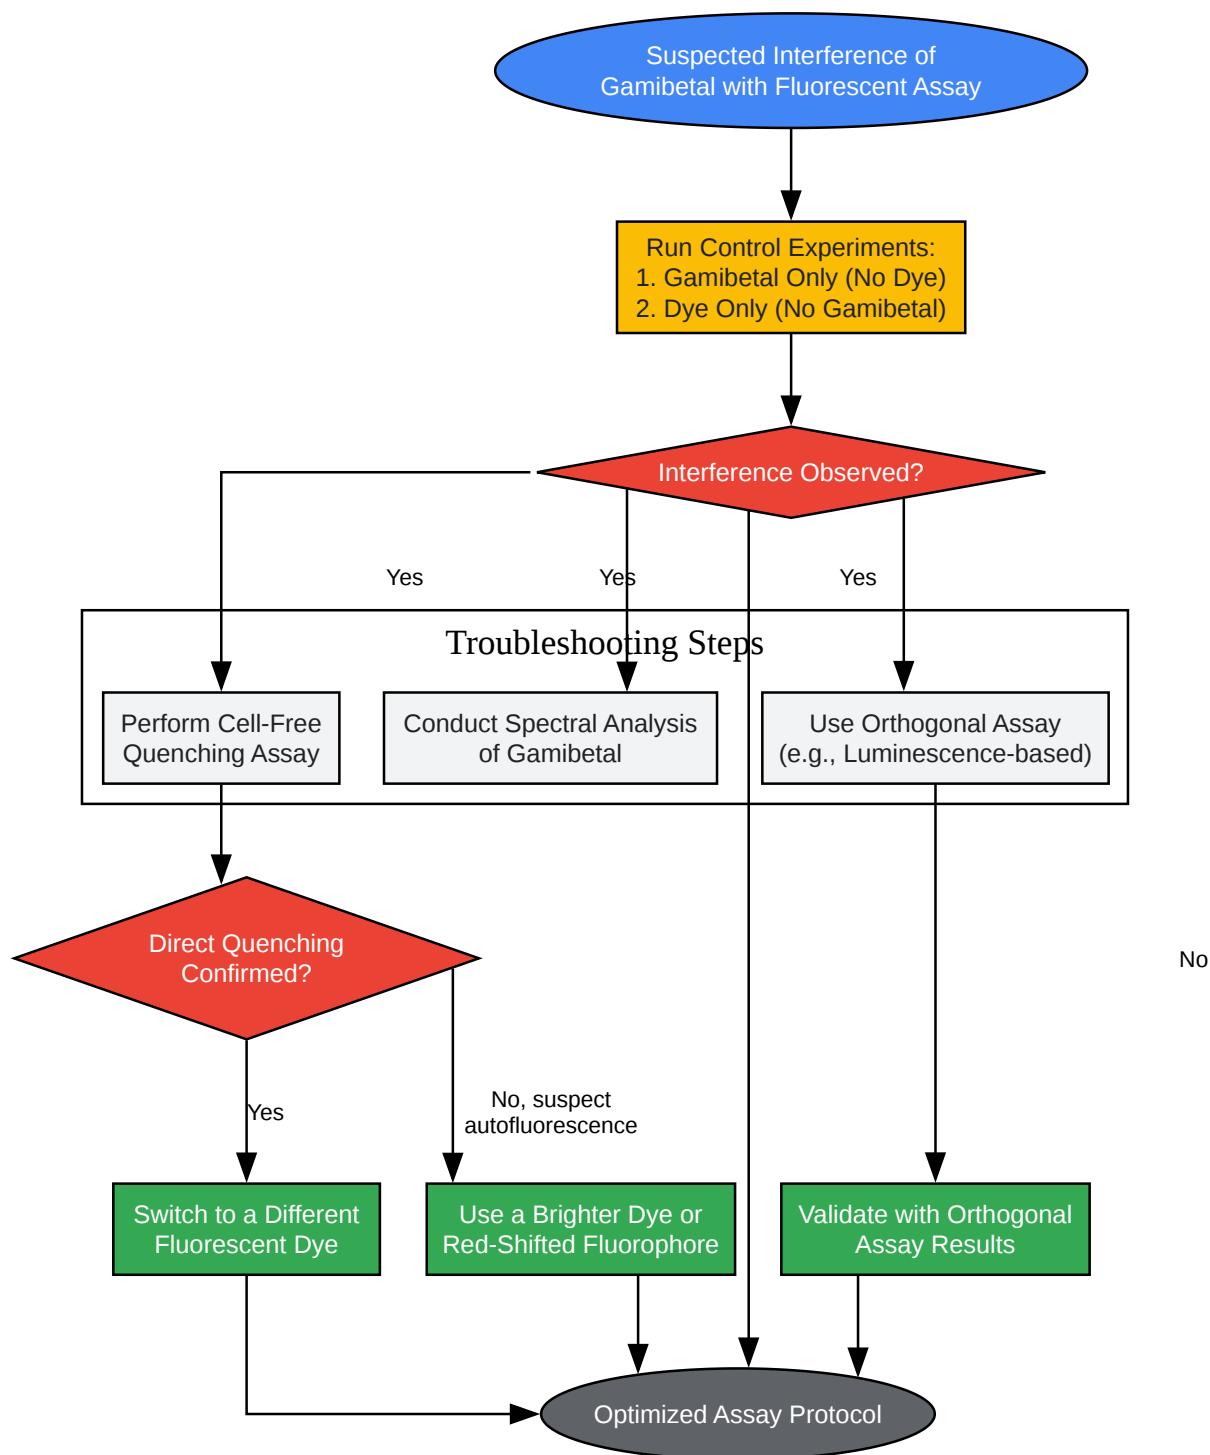 Suspected Interference of
Gamibetal with Fluorescent Assay
Run Control Experiments:
1. Gamibetal Only (No Dye)
2. Dye Only (No Gamibetal)
Interference Observed?
Yes
Yes
Yes
Troubleshooting Steps
Perform Cell-Free
Quenching Assay
Conduct Spectral Analysis
of Gamibetal
Use Orthogonal Assay
(e.g., Luminescence-based)
Direct Quenching
Confirmed?
No
Yes
No, suspect
autofluorescence
Switch to a Different
Fluorescent Dye
Use a Brighter Dye or
Red-Shifted Fluorophore
Validate with Orthogonal
Assay Results
Optimized Assay Protocol